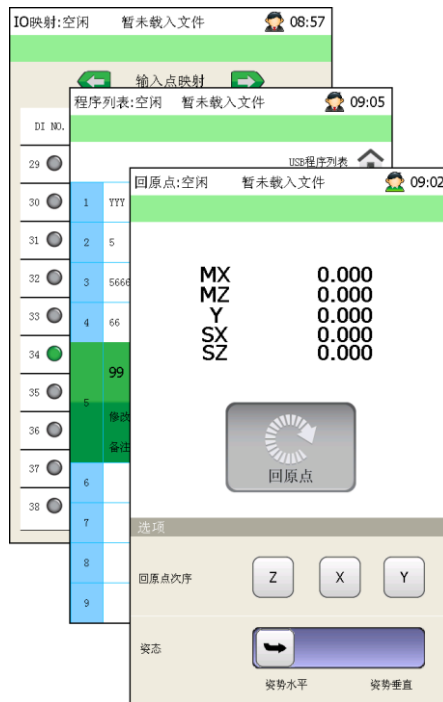 IO映射:空闲 暂未载入文件 08:57
输入点映射
DI NO.
29
30
31
32
33
34
35
36
37
38
程序列表:空闲 暂未载入文件 09:05
USB程序列表
1 YYY
2 5
3 5666
4 66
5 99
修改
备注
6
7
8
9
回原点:空闲 暂未载入文件 09:02
MX 0.000
MZ 0.000
Y 0.000
SX 0.000
SZ 0.000
回原点
选项
回原点次序 Z X Y
姿态
姿势水平 姿势垂直